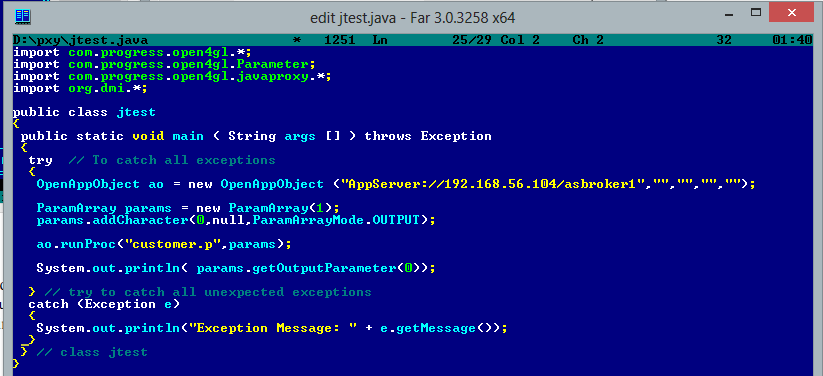 edit jtest.java - Far 3.0.3258 x64
D:\pxy\jtest.java * 1251 Ln 25/29 Col 2 Ch 2 32 01:40
import com.progress.open4gl.*;
import com.progress.open4gl.Parameter;
import com.progress.open4gl.javaproxy.*;
import org.dmi.*;
public class jtest
{
public static void main ( String args [] ) throws Exception
{
try // To catch all exceptions
{
OpenAppObject ao = new OpenAppObject ("AppServer://192.168.56.104/asbroker1","","","","");
ParamArray params = new ParamArray(1);
params.addCharacter(0,null,ParamArrayMode.OUTPUT);
ao.runProc("customer.p",params);
System.out.println( params.getOutputParameter(0));
} // try to catch all unexpected exceptions
catch (Exception e)
{
System.out.println("Exception Message: " + e.getMessage());
}
} // class jtest
}